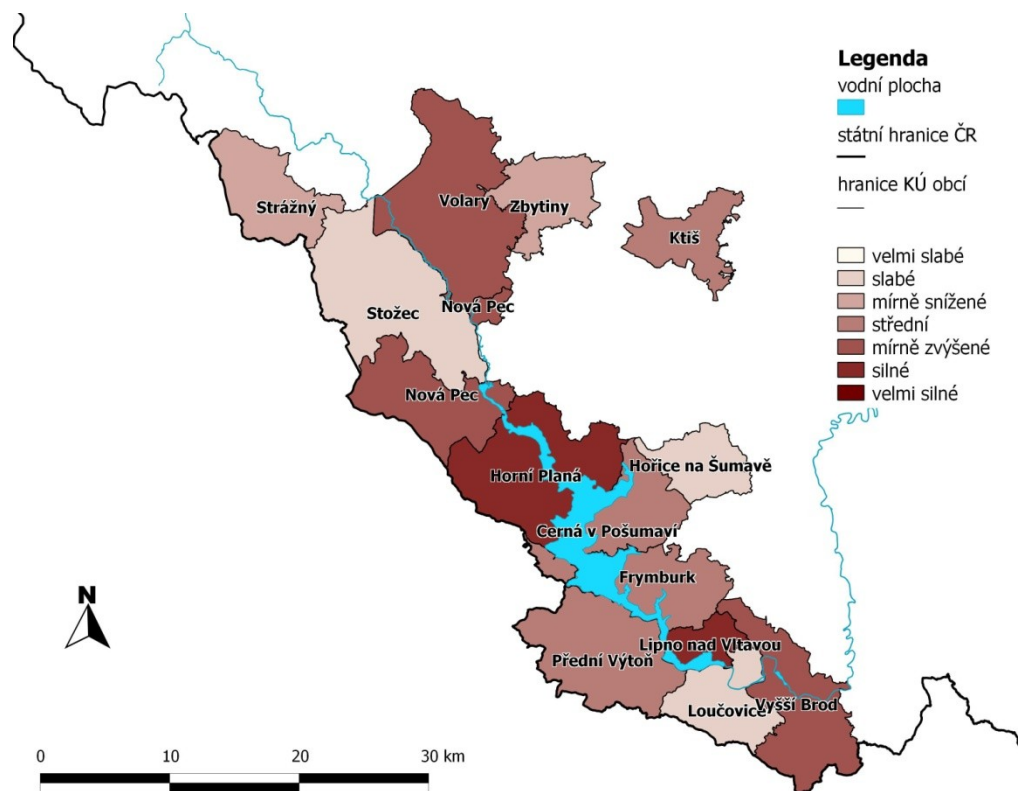 Legenda
vodní plocha
státní hranice ČR
hranice KÚ obcí
velmi slabé
slabé
mírně snížené
střední
mírně zvýšené
silné
velmi silné
Strážný
Volary
Zbytiny
Ktiš
Stožec
Nová Pec
Nová Pec
Hořice na Šumavě
Horní Planá
Černá v Pošumaví
Frymburk
Lipno nad Vltavou
Přední Výtoň
Vyšší Brod
Loučovice
N
0 10 20 30 km